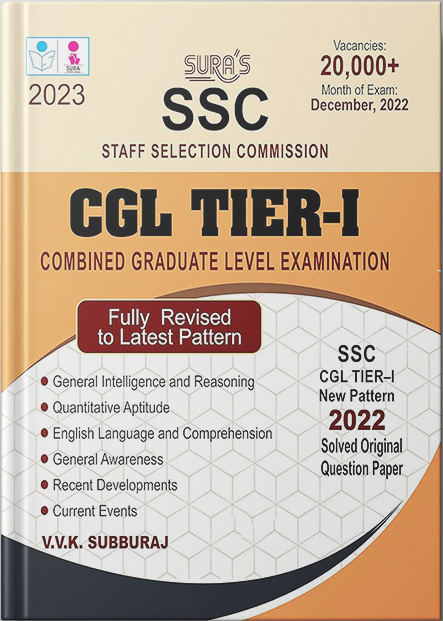 SURA
2023
SURA'S
SSC
STAFF SELECTION COMMISSION
Vacancies:
20,000+
Month of Exam:
December, 2022
CGL TIER-I
COMBINED GRADUATE LEVEL EXAMINATION
Fully Revised
to Latest Pattern
General Intelligence and Reasoning
Quantitative Aptitude
English Language and Comprehension
General Awareness
Recent Developments
Current Events
SSC
CGL TIER–I
New Pattern
2022
Solved Original
Question Paper
V.V.K. SUBBURAJ